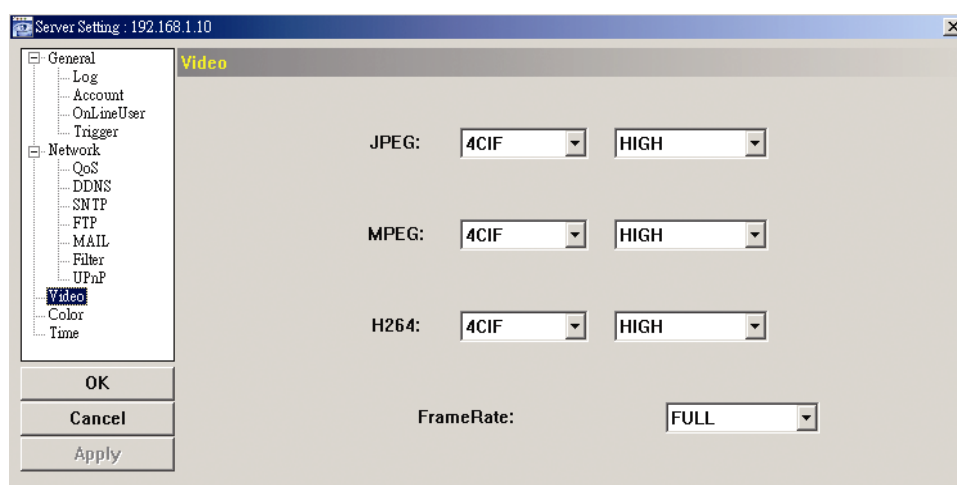 Server Setting : 192.168.1.10
General
Log
Account
OnLineUser
Trigger
Network
QoS
DDNS
SNTP
FTP
MAIL
Filter
UPnP
Video
Color
Time
OK
Cancel
Apply
Video
JPEG: 4CIF HIGH
MPEG: 4CIF HIGH
H264: 4CIF HIGH
FrameRate: FULL